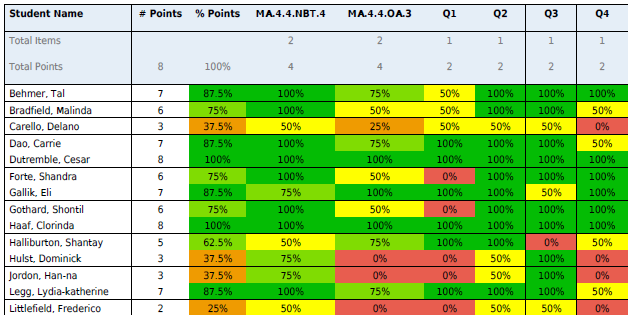 Student Name # Points % Points MA.4.4.NBT.4 MA.4.4.OA.3 Q1 Q2 Q3 Q4
Total Items 2 2 1 1 1 1
Total Points 8 100% 4 4 2 2 2 2
Behmer, Tal 7 87.5% 100% 75% 50% 100% 100% 100%
Bradfield, Malinda 6 75% 100% 50% 50% 100% 100% 50%
Carello, Delano 3 37.5% 50% 25% 50% 50% 50% 0%
Dao, Carrie 7 87.5% 100% 75% 100% 100% 100% 50%
Dutremble, Cesar 8 100% 100% 100% 100% 100% 100% 100%
Forte, Shandra 6 75% 100% 50% 0% 100% 100% 100%
Gallik, Eli 7 87.5% 75% 100% 100% 100% 50% 100%
Gothard, Shontil 6 75% 100% 50% 0% 100% 100% 100%
Haaf, Clorinda 8 100% 100% 100% 100% 100% 100% 100%
Halliburton, Shantay 5 62.5% 50% 75% 100% 100% 0% 50%
Hulst, Dominick 3 37.5% 75% 0% 0% 50% 100% 0%
Jordon, Han-na 3 37.5% 75% 0% 0% 50% 100% 0%
Legg, Lydia-katherine 7 87.5% 100% 75% 100% 100% 100% 50%
Littlefield, Frederico 2 25% 50% 0% 0% 50% 50% 0%